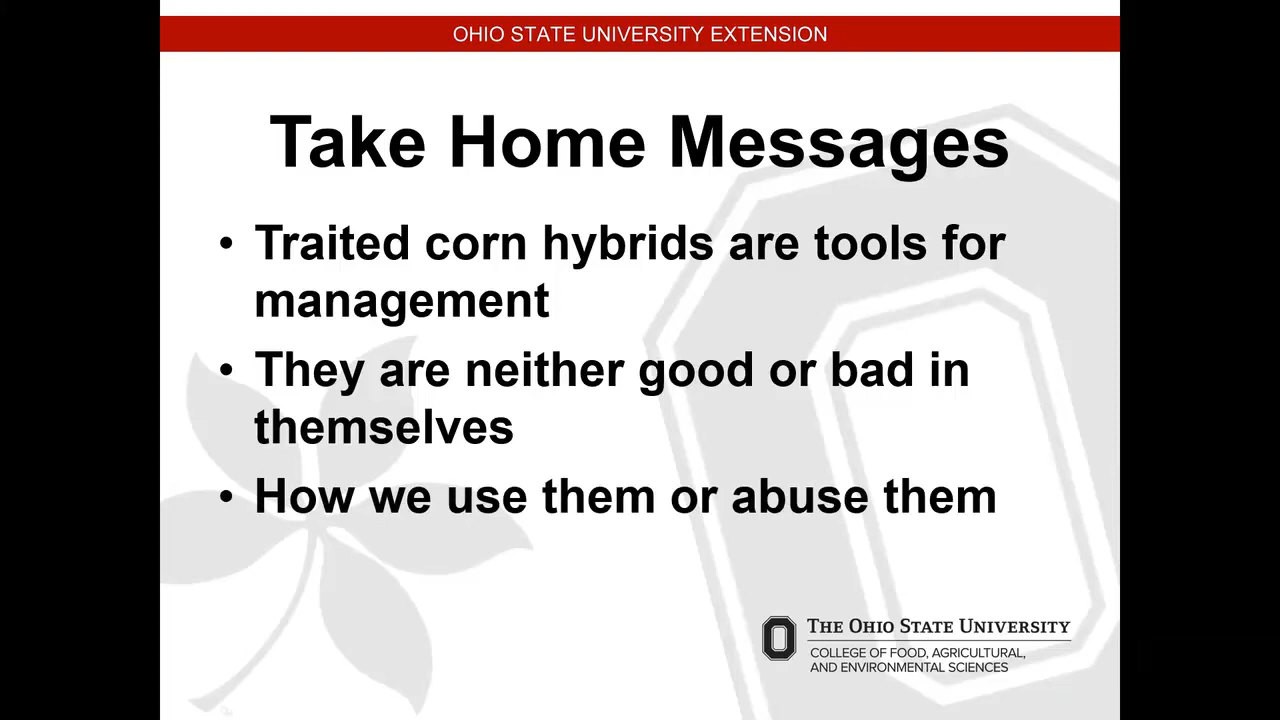 OHIO STATE UNIVERSITY EXTENSION
Take Home Messages
• Traited corn hybrids are tools for
management
• They are neither good or bad in
themselves
• How we use them or abuse them
THE OHIO STATE UNIVERSITY
COLLEGE OF FOOD, AGRICULTURAL,
AND ENVIRONMENTAL SCIENCES